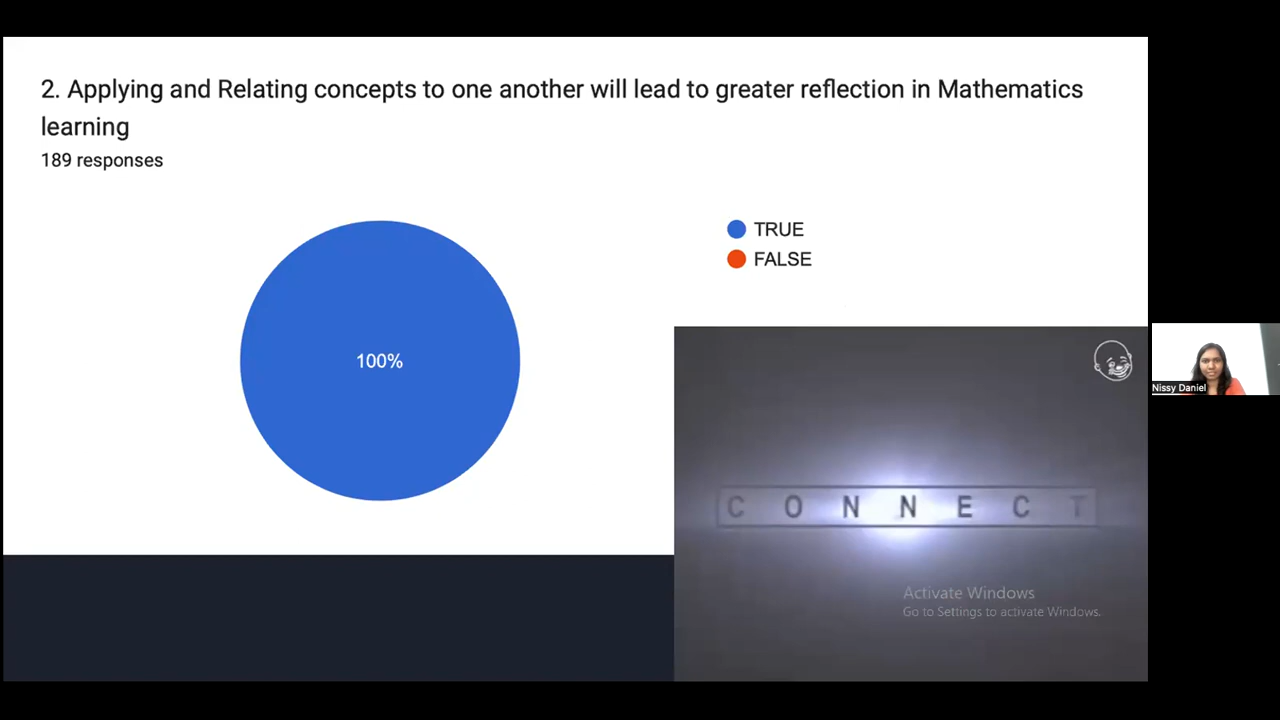 2. Applying and Relating concepts to one another will lead to greater reflection in Mathematics
learning
189 responses
TRUE
FALSE
100%
C O N N E C T
Activate Windows
Go to Settings to activate Windows.
Nissy Daniel